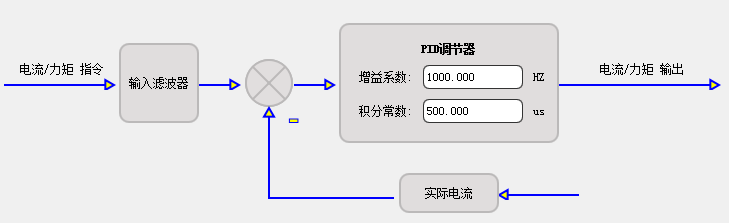 电流/力矩 指令
输入滤波器
PID调节器
增益系数: 1000.000 HZ
积分常数: 500.000 us
电流/力矩 输出
实际电流